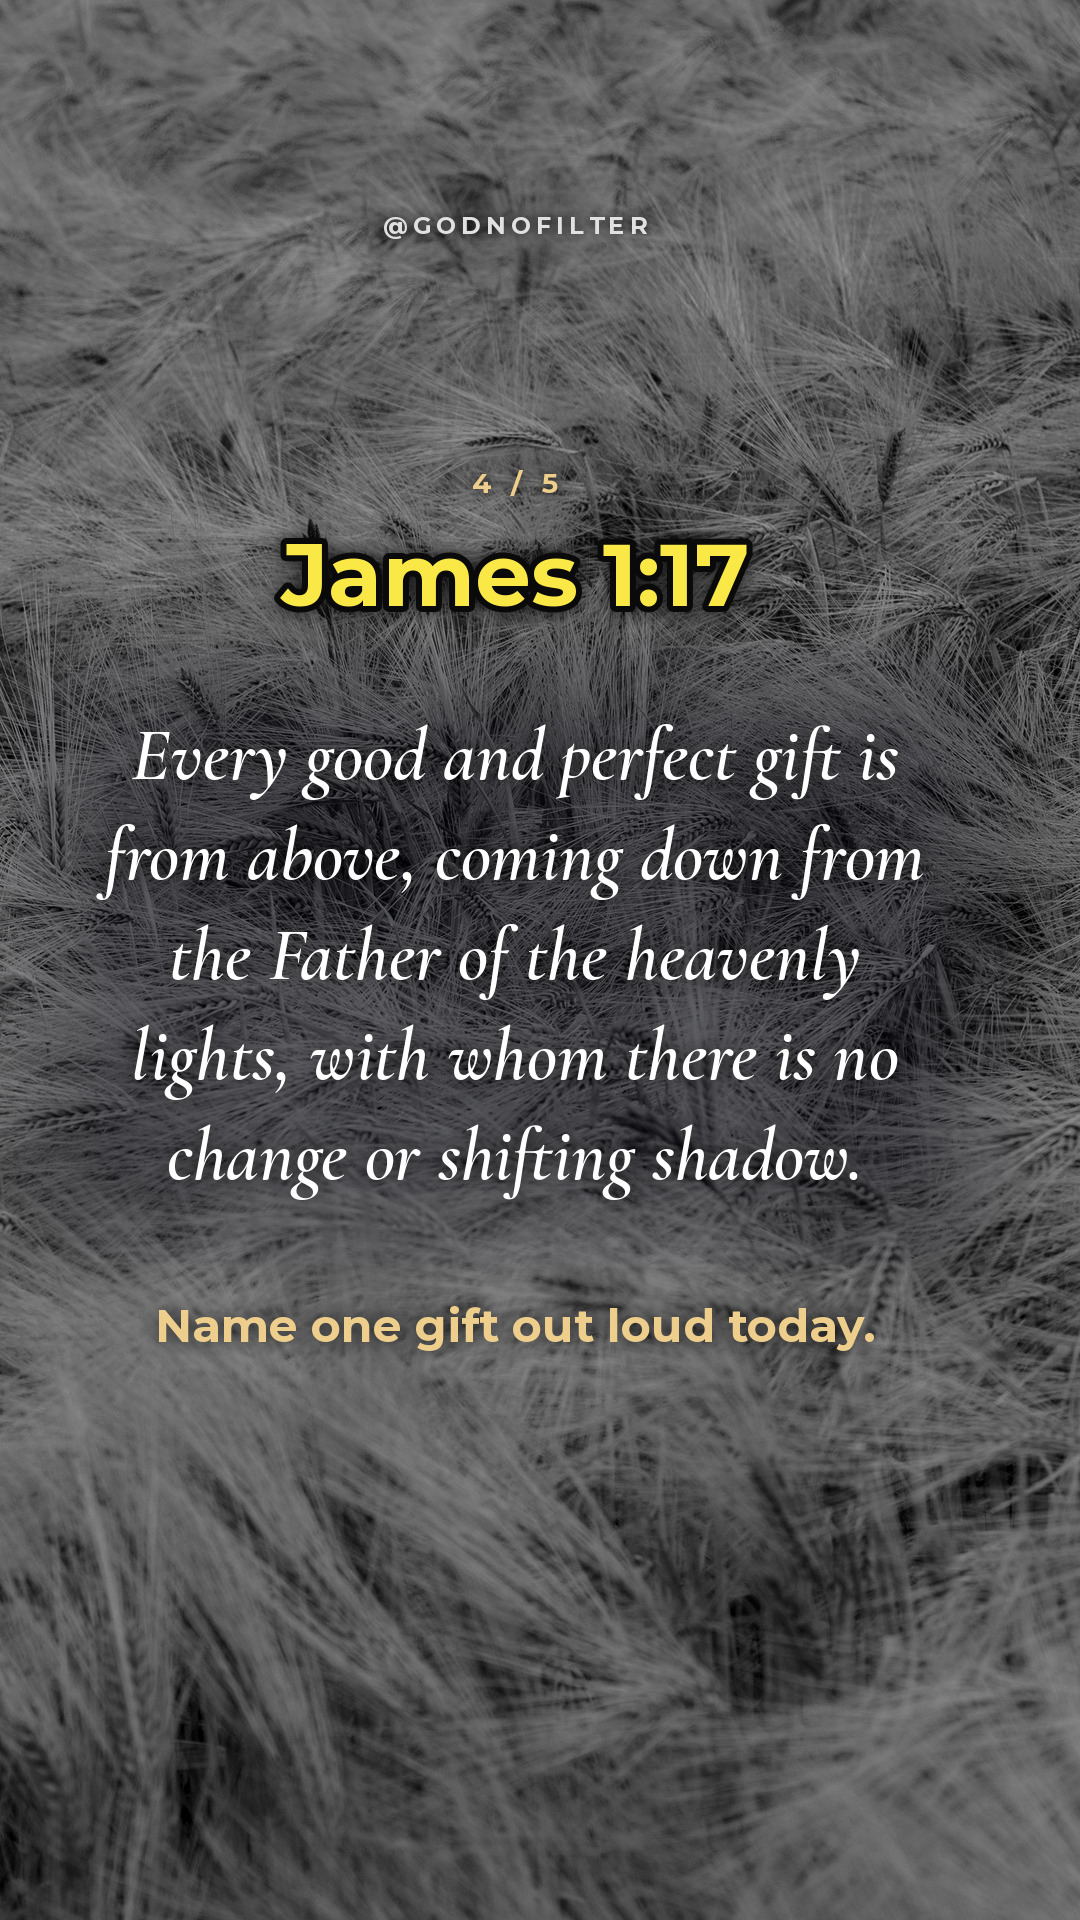 @GODNOFILTER
4 / 5
James 1:17
Every good and perfect gift is
from above, coming down from
the Father of the heavenly
lights, with whom there is no
change or shifting shadow.
Name one gift out loud today.